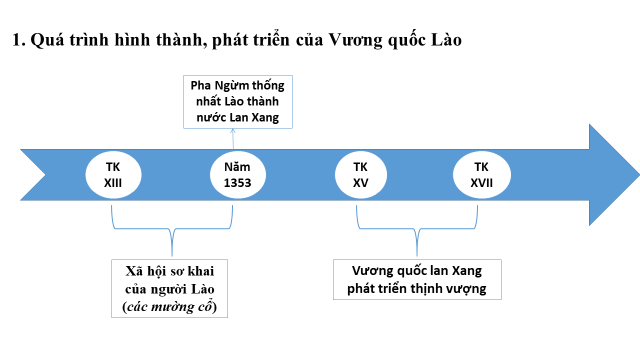 1. Quá trình hình thành, phát triển của Vương quốc Lào
Pha Ngừm thống
nhất Lào thành
nước Lan Xang
TK
XIII
Năm
1353
TK
XV
TK
XVII
Xã hội sơ khai
của người Lào
(các mường cổ)
Vương quốc lan Xang
phát triển thịnh vượng